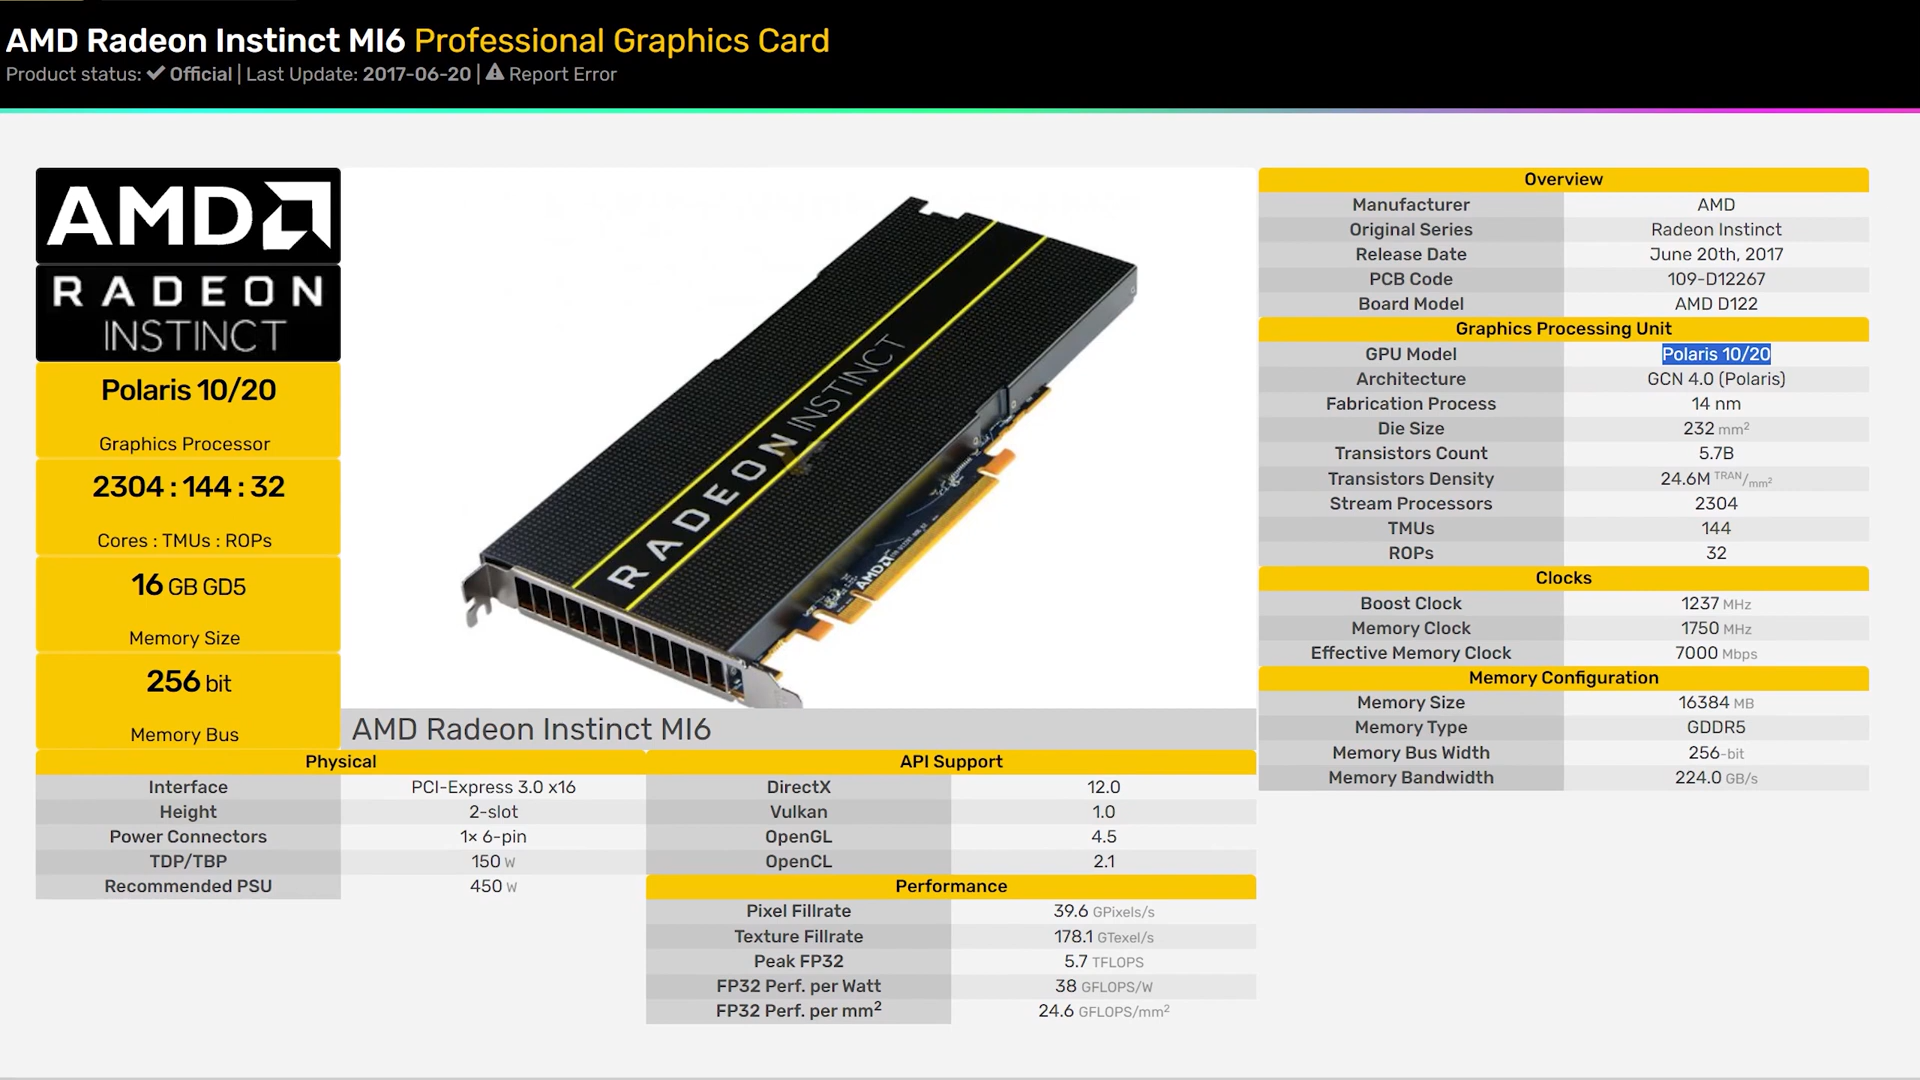 AMD Radeon Instinct MI6 Professional Graphics Card
Product status: Official | Last Update: 2017-06-20 | Report Error
AMD
RADEON
INSTINCT
Polaris 10/20
Graphics Processor
2304 : 144 : 32
Cores : TMUs : ROPs
16 GB GD5
Memory Size
256 bit
Memory Bus
RADEON INSTINCT
AMD
AMD Radeon Instinct MI6
Physical
Interface PCI-Express 3.0 x16
Height 2-slot
Power Connectors 1× 6-pin
TDP/TBP 150 W
Recommended PSU 450 W
API Support
DirectX 12.0
Vulkan 1.0
OpenGL 4.5
OpenCL 2.1
Performance
Pixel Fillrate 39.6 GPixels/s
Texture Fillrate 178.1 GTexel/s
Peak FP32 5.7 TFLOPS
FP32 Perf. per Watt 38 GFLOPS/W
FP32 Perf. per mm² 24.6 GFLOPS/mm²
Overview
Manufacturer AMD
Original Series Radeon Instinct
Release Date June 20th, 2017
PCB Code 109-D12267
Board Model AMD D122
Graphics Processing Unit
GPU Model Polaris 10/20
Architecture GCN 4.0 (Polaris)
Fabrication Process 14 nm
Die Size 232 mm²
Transistors Count 5.7B
Transistors Density 24.6M TRAN/mm²
Stream Processors 2304
TMUs 144
ROPs 32
Clocks
Boost Clock 1237 MHz
Memory Clock 1750 MHz
Effective Memory Clock 7000 Mbps
Memory Configuration
Memory Size 16384 MB
Memory Type GDDR5
Memory Bus Width 256-bit
Memory Bandwidth 224.0 GB/s